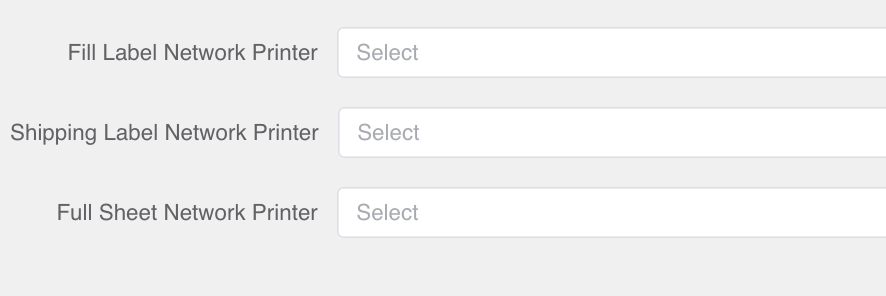 Fill Label Network Printer Select
Shipping Label Network Printer Select
Full Sheet Network Printer Select